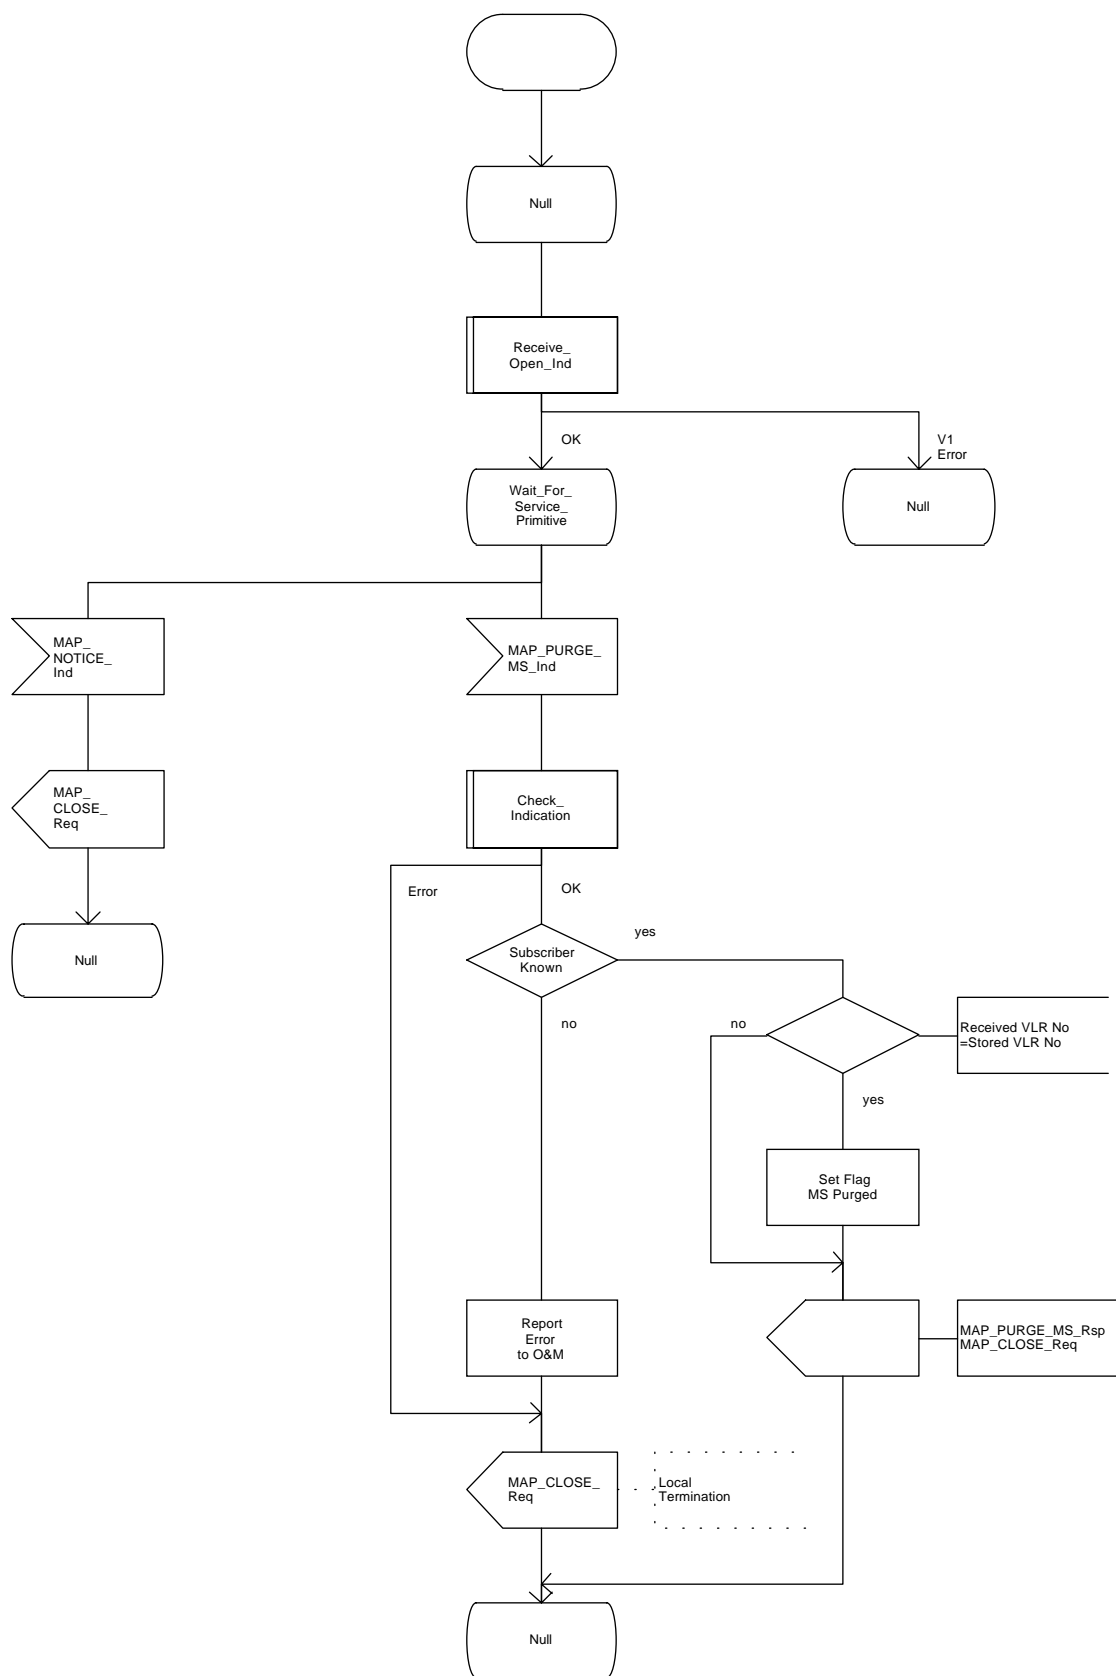 Null
Receive_
Open_Ind
OK
V1
Error
Wait_For_
Service_
Primitive
Null
MAP_
NOTICE_
Ind
MAP_PURGE_
MS_Ind
MAP_
CLOSE_
Req
Check_
Indication
Error
OK
yes
Subscriber
Known
Null
no
no
Received VLR No
=Stored VLR No
yes
Set Flag
MS Purged
Report
Error
to O&M
MAP_PURGE_MS_Rsp
MAP_CLOSE_Req
MAP_CLOSE_
Req
Local
Termination
Null